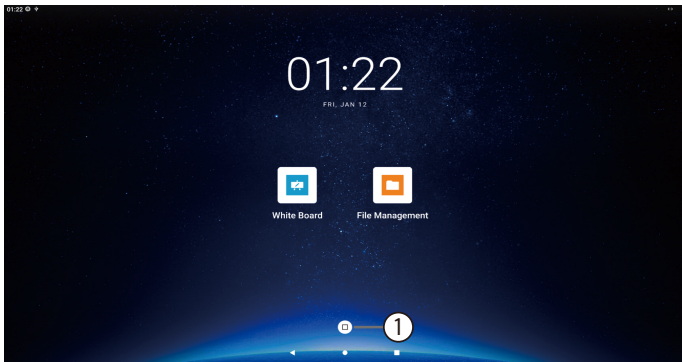 01:22
01:22
FRI, JAN 12
White Board
File Management
1